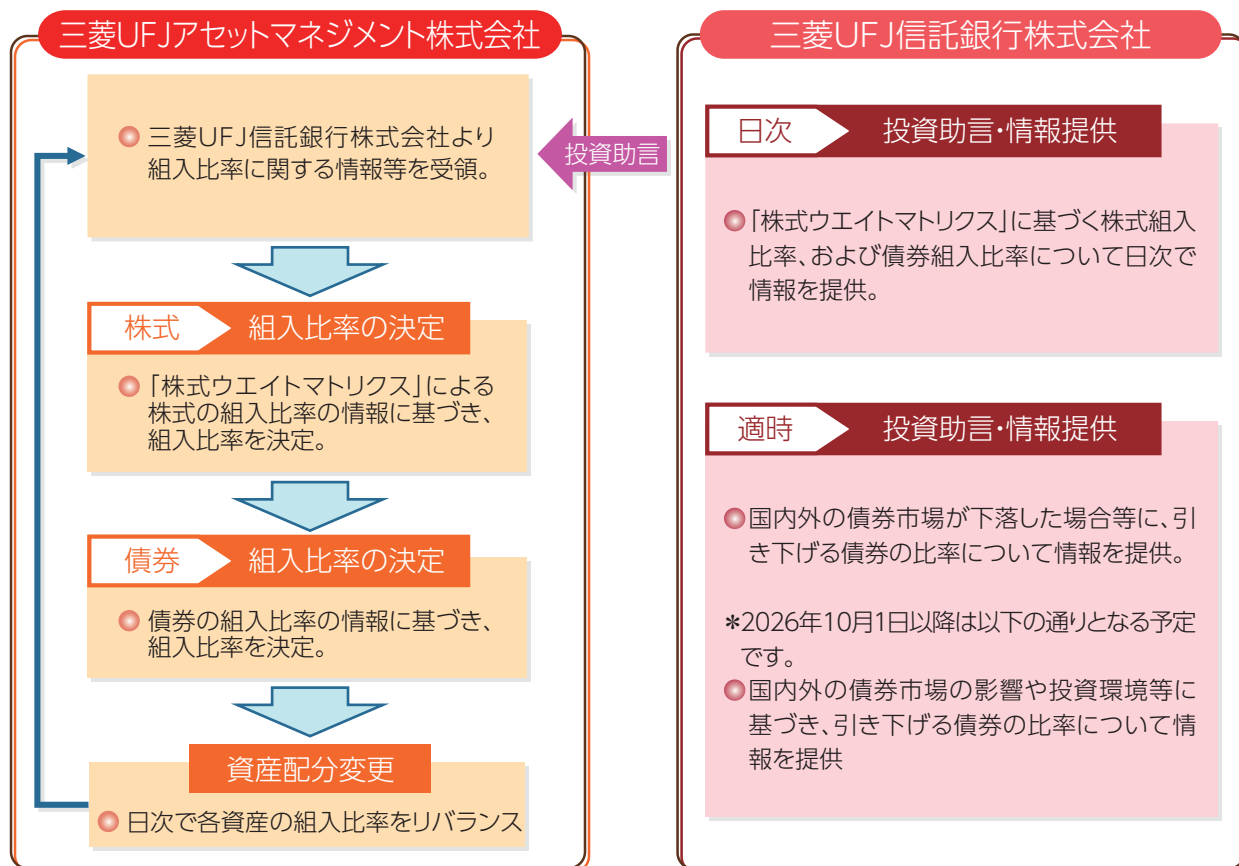 三菱UFJアセットマネジメント株式会社
三菱UFJ信託銀行より
組入比率に関する情報等を受領。
株式 組入比率の決定
「株式ウエイトマトリクス」による
株式の組入比率の情報に基づき、
組入比率を決定。
債券 組入比率の決定
債券の組入比率の情報に基づき、
組入比率を決定。
資産配分変更
日次で各資産の組入比率をリバランス
投資助言
三菱UFJ信託銀行株式会社
日次 投資助言・情報提供
「株式ウエイトマトリクス」に基づく株式組入
比率、および債券組入比率について日次で
情報を提供。
適時 投資助言・情報提供
国内外の債券市場が下落した場合等に、引
き下げる債券の比率について情報を提供。
*2026年10月1日以降は以下の通りとなる予定
です。
国内外の債券市場の影響や投資環境等に
基づき、引き下げる債券の比率について情
報を提供